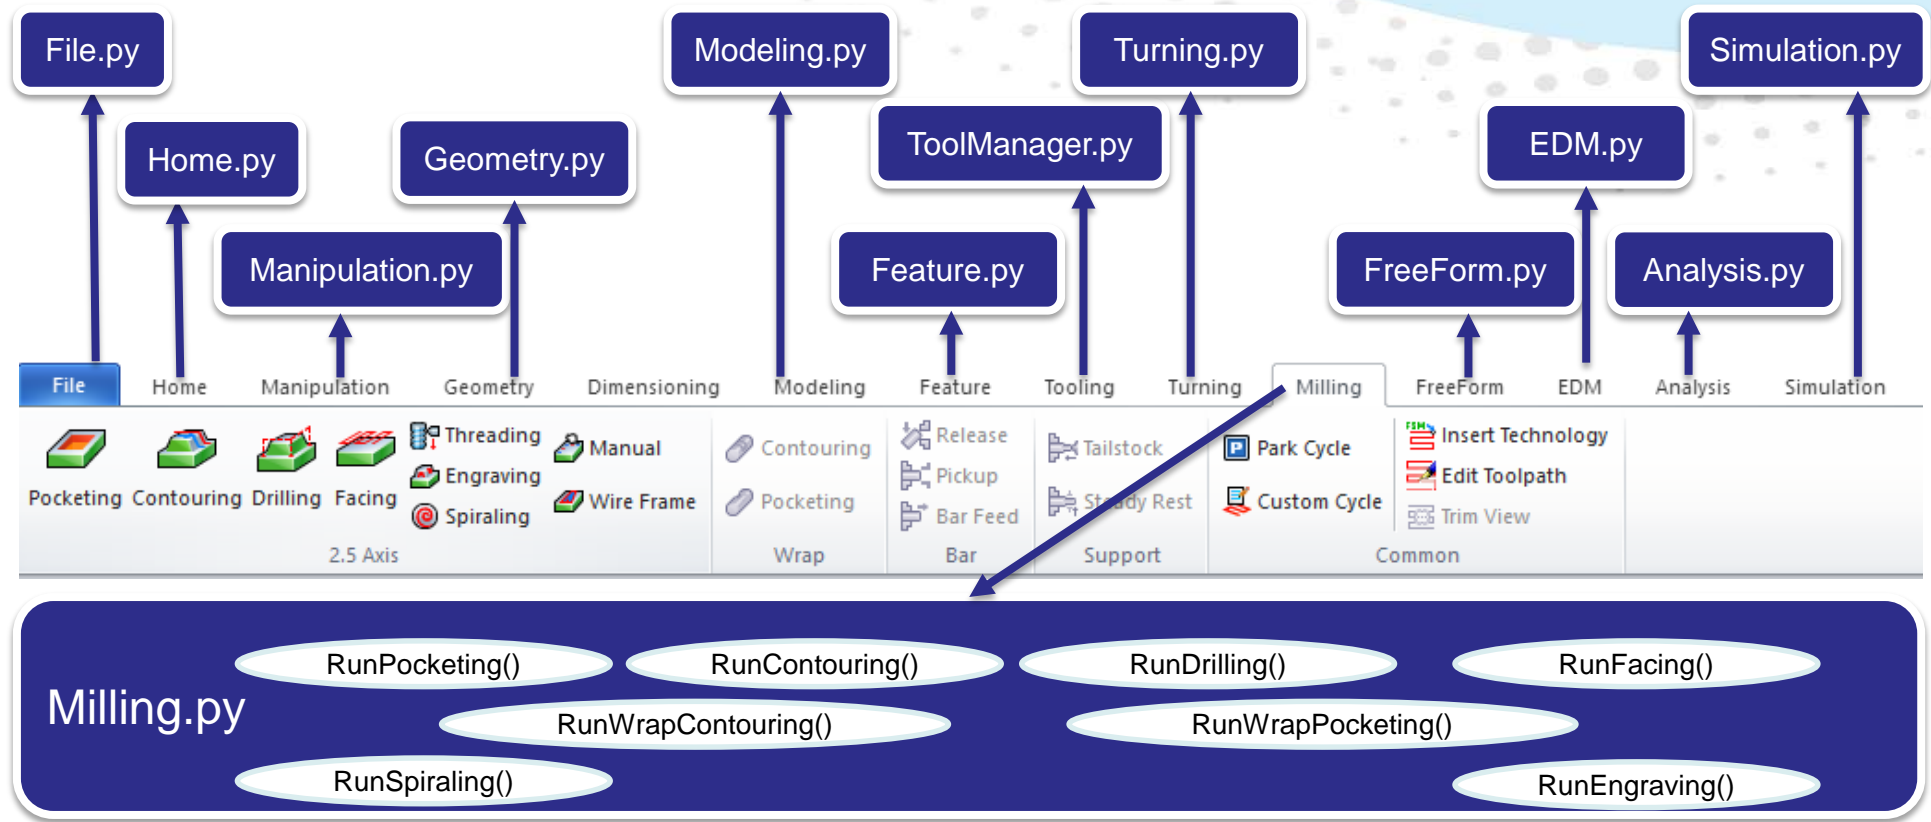 File.py
Modeling.py
Turning.py
Simulation.py
Home.py
Geometry.py
ToolManager.py
EDM.py
Manipulation.py
Feature.py
FreeForm.py
Analysis.py
File Home Manipulation Geometry Dimensioning Modeling Feature Tooling Turning Milling FreeForm EDM Analysis Simulation
Pocketing
Contouring
Drilling
Facing
Threading
Engraving
Spiraling
Manual
Wire Frame
2.5 Axis
Contouring
Pocketing
Wrap
Release
Pickup
Bar Feed
Bar
Tailstock
Steady Rest
Support
Park Cycle
Custom Cycle
FSM
Insert Technology
Edit Toolpath
Trim View
Common
Milling.py
RunPocketing()
RunContouring()
RunDrilling()
RunFacing()
RunWrapContouring()
RunWrapPocketing()
RunSpiraling()
RunEngraving()